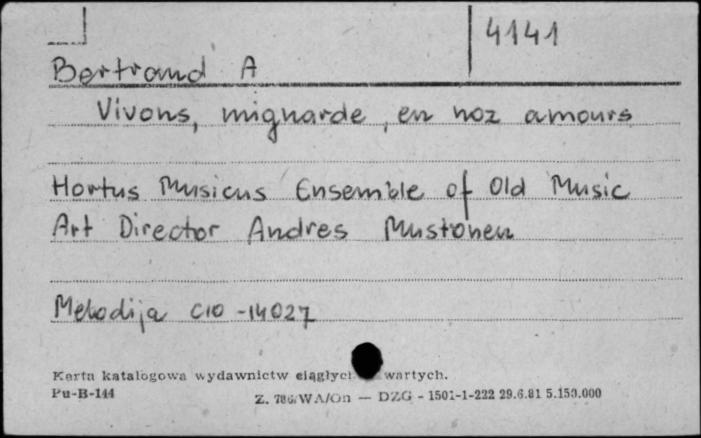 4141
Bertrand A
Vivons, mignarde, en noz amours
Hortus Musicus Ensemble of Old Music
Art Director Andres Mustonen
Melodija C10-14027
Karta katalogowa wydawnictw ciągłych wartych.
Pu-B-144
Z. 786/WA/On — DZG - 1501-1-222 29.6.81 5.150.000